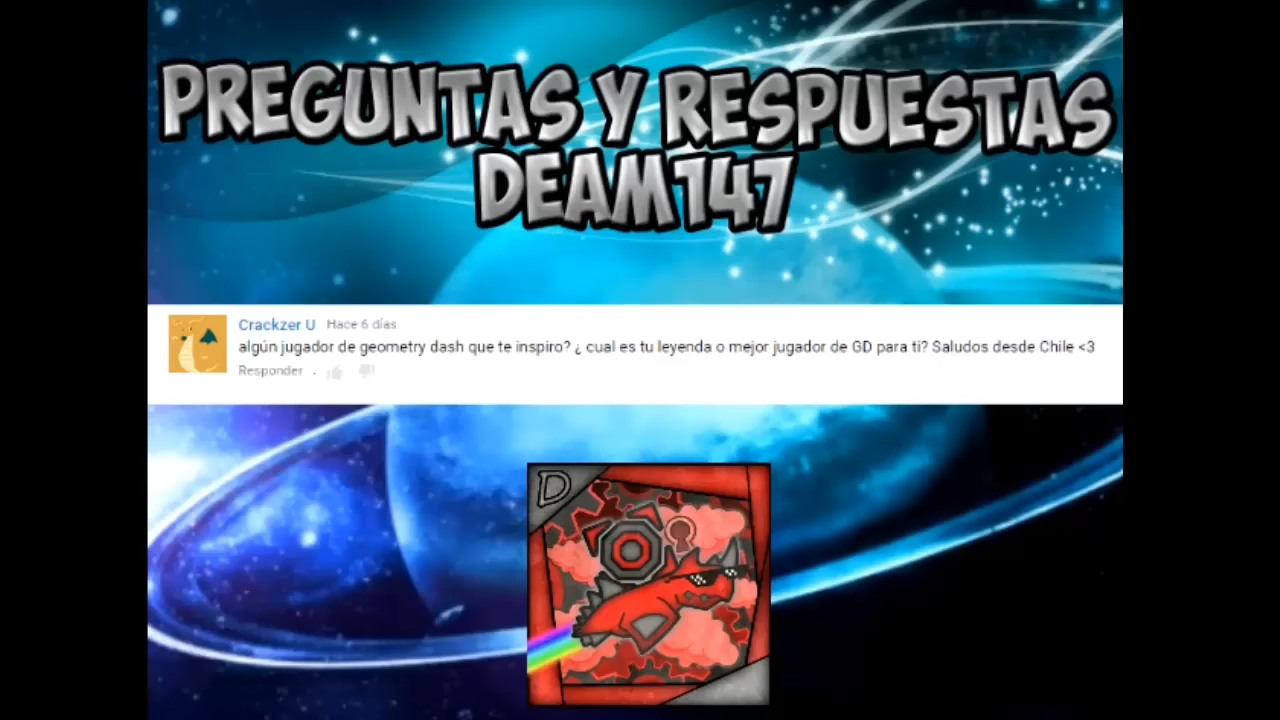 PREGUNTAS Y RESPUESTAS
DEAM147
Crackzer U Hace 6 días
algún jugador de geometry dash que te inspiro? ¿ cual es tu leyenda o mejor jugador de GD para ti? Saludos desde Chile <3
Responder .
D